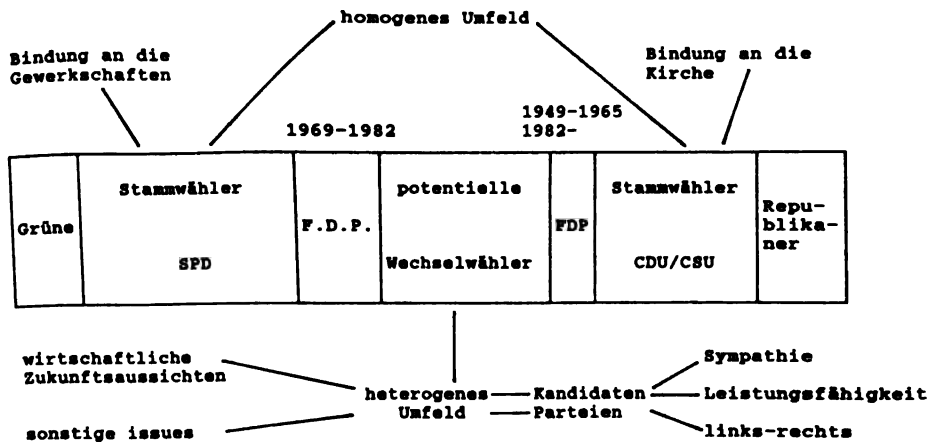 homogenes Umfeld
Bindung an die
Gewerkschaften
Bindung an die
Kirche
1969-1982
1949-1965
1982-
Grüne
Stammwähler
SPD
F.D.P.
potentielle
Wechselwähler
FDP
Stammwähler
CDU/CSU
Repu-
blika-
ner
wirtschaftliche
Zukunftsaussichten
sonstige issues
heterogenes
Umfeld
Kandidaten
Parteien
Sympathie
Leistungsfähigkeit
links-rechts